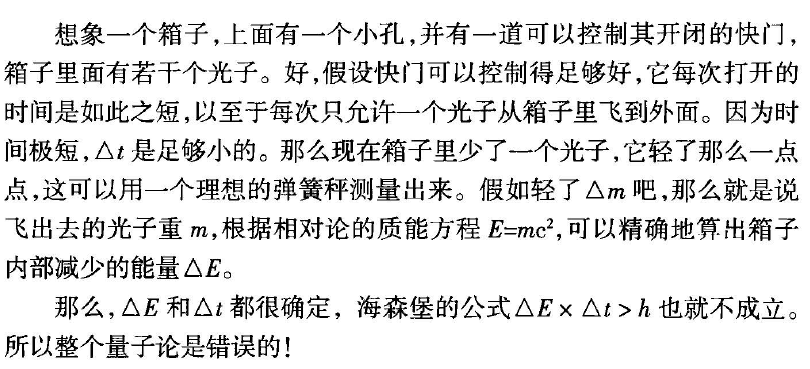 想象一个箱子,上面有一个小孔,并有一道可以控制其开闭的快门,
箱子里面有若干个光子。好,假设快门可以控制得足够好,它每次打开的
时间是如此之短,以至于每次只允许一个光子从箱子里飞到外面。因为时
间极短,△t 是足够小的。那么现在箱子里少了一个光子,它轻了那么一点
点,这可以用一个理想的弹簧秤测量出来。假如轻了△m 吧,那么就是说
飞出去的光子重 m,根据相对论的质能方程 E=mc²,可以精确地算出箱子
内部减少的能量△E。
那么,△E 和△t 都很确定，海森堡的公式△E × △t > h 也就不成立。
所以整个量子论是错误的!